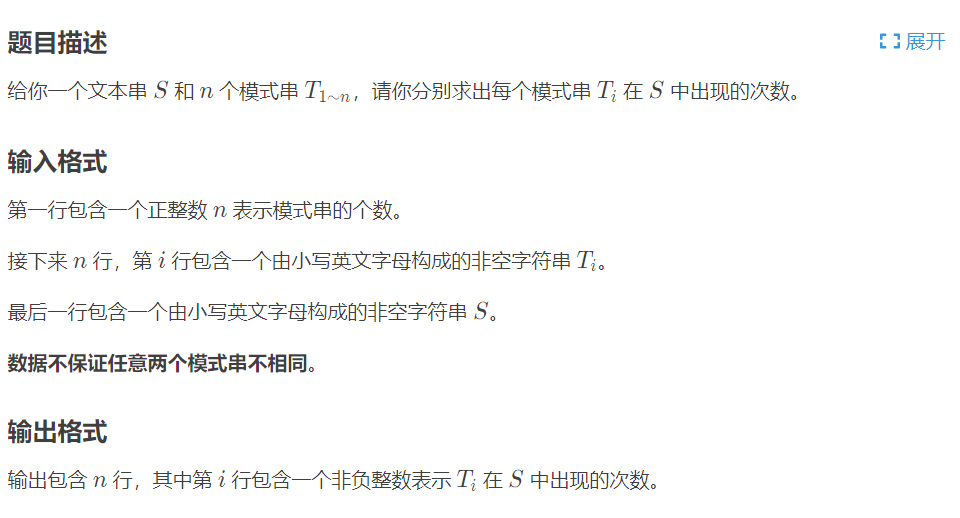 题目描述
展开
给你一个文本串 S 和 n 个模式串 T1∼n，请你分别求出每个模式串 Ti 在 S 中出现的次数。
输入格式
第一行包含一个正整数 n 表示模式串的个数。
接下来 n 行，第 i 行包含一个由小写英文字母构成的非空字符串 Ti。
最后一行包含一个由小写英文字母构成的非空字符串 S。
数据不保证任意两个模式串不相同。
输出格式
输出包含 n 行，其中第 i 行包含一个非负整数表示 Ti 在 S 中出现的次数。